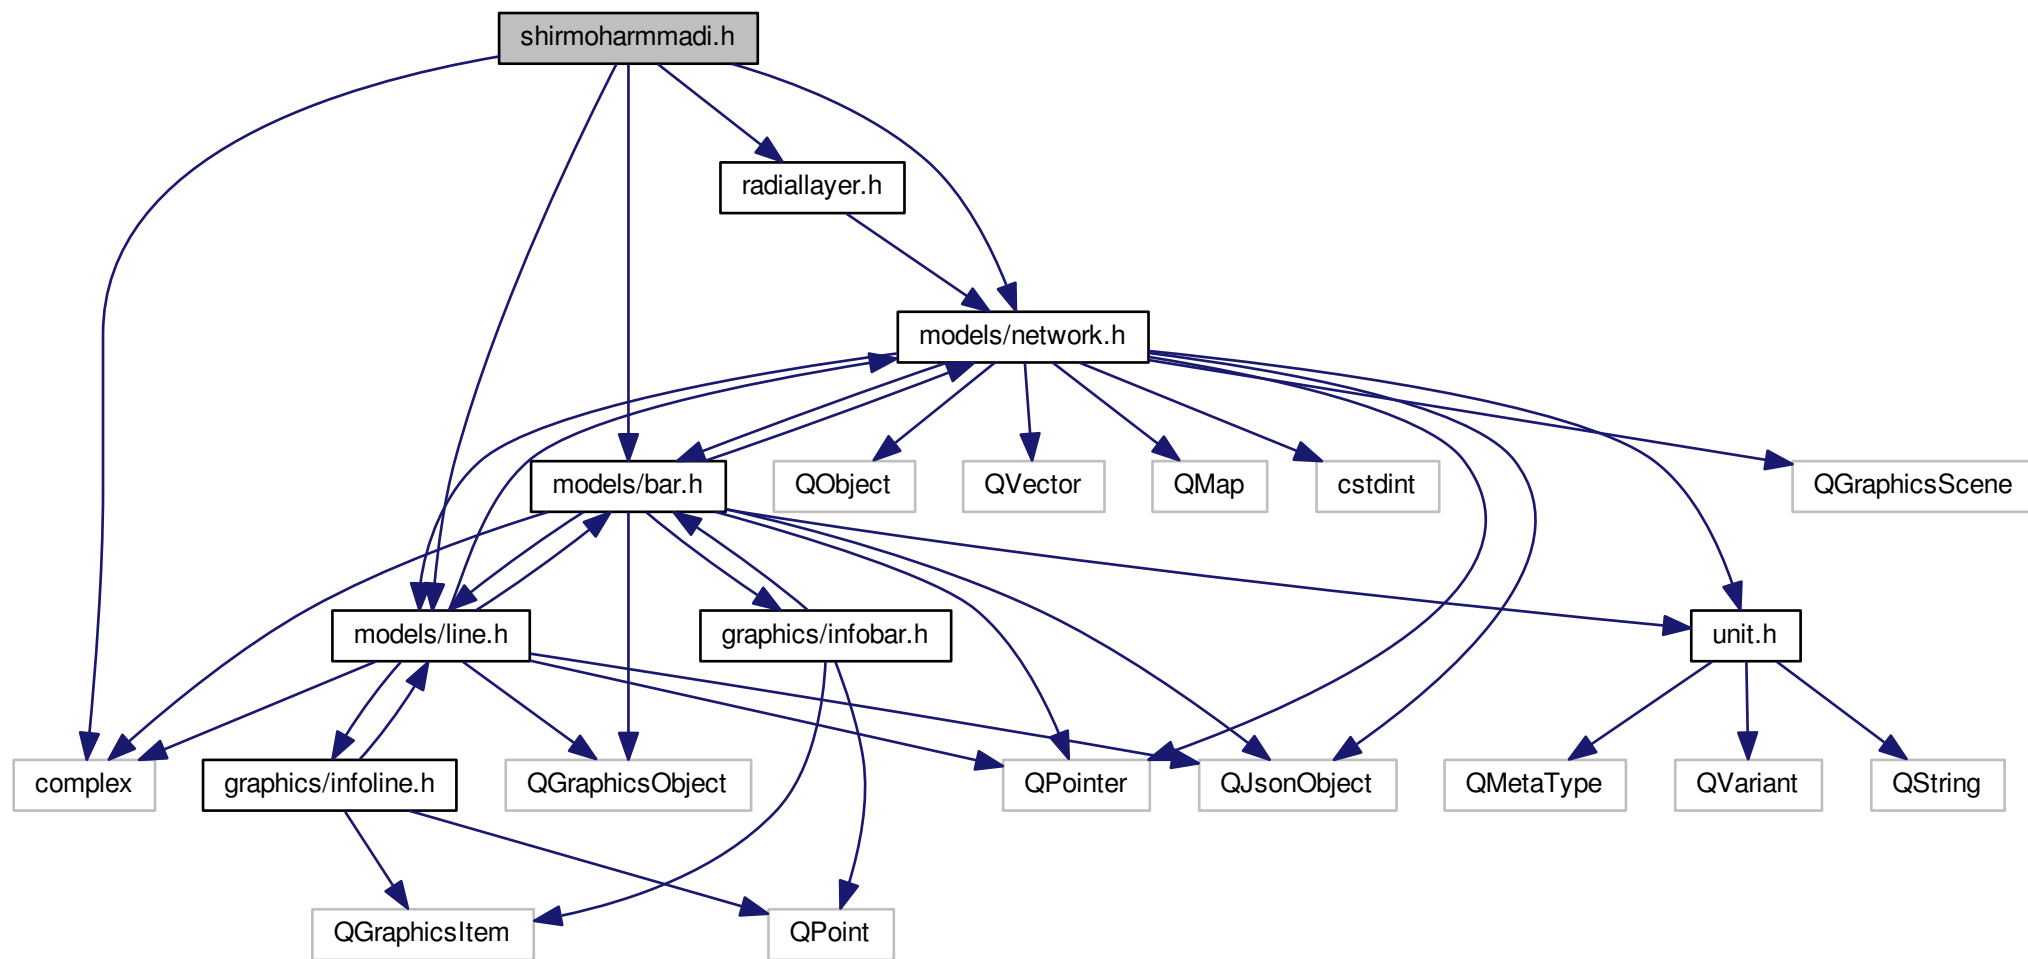 shirmoharmmadi.h
radiallayer.h
models/network.h
models/bar.h
QObject
QVector
QMap
cstdint
QGraphicsScene
models/line.h
graphics/infobar.h
unit.h
complex
graphics/infoline.h
QGraphicsObject
QPointer
QJsonObject
QMetaType
QVariant
QString
QGraphicsItem
QPoint